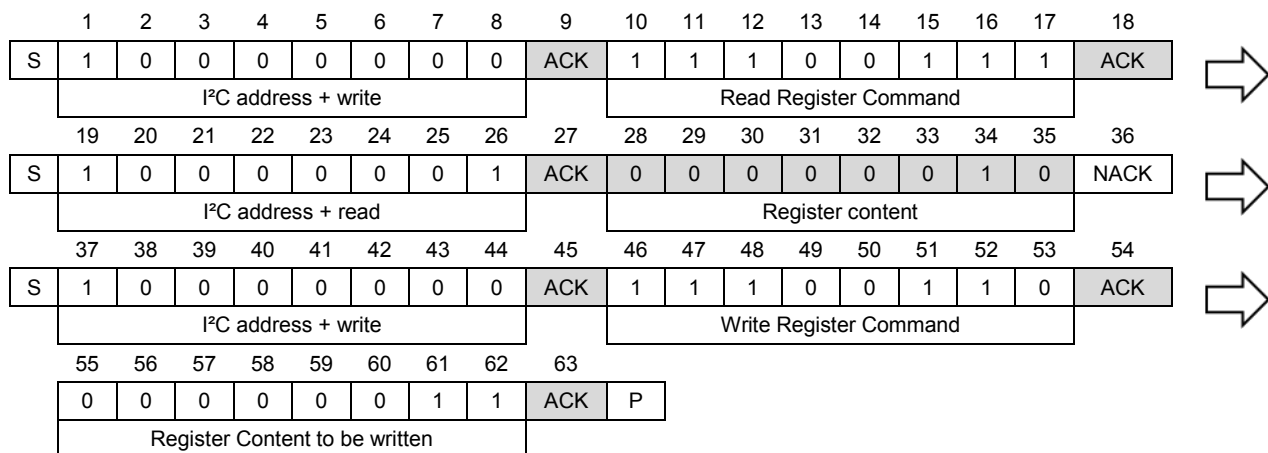 1 2 3 4 5 6 7 8 9 10 11 12 13 14 15 16 17 18
S 1 0 0 0 0 0 0 0 ACK 1 1 1 0 0 1 1 1 ACK
I²C address + write Read Register Command
19 20 21 22 23 24 25 26 27 28 29 30 31 32 33 34 35 36
S 1 0 0 0 0 0 0 1 ACK 0 0 0 0 0 0 1 0 NACK
I²C address + read Register content
37 38 39 40 41 42 43 44 45 46 47 48 49 50 51 52 53 54
S 1 0 0 0 0 0 0 0 ACK 1 1 1 0 0 1 1 0 ACK
I²C address + write Write Register Command
55 56 57 58 59 60 61 62 63
0 0 0 0 0 0 1 1 ACK P
Register Content to be written